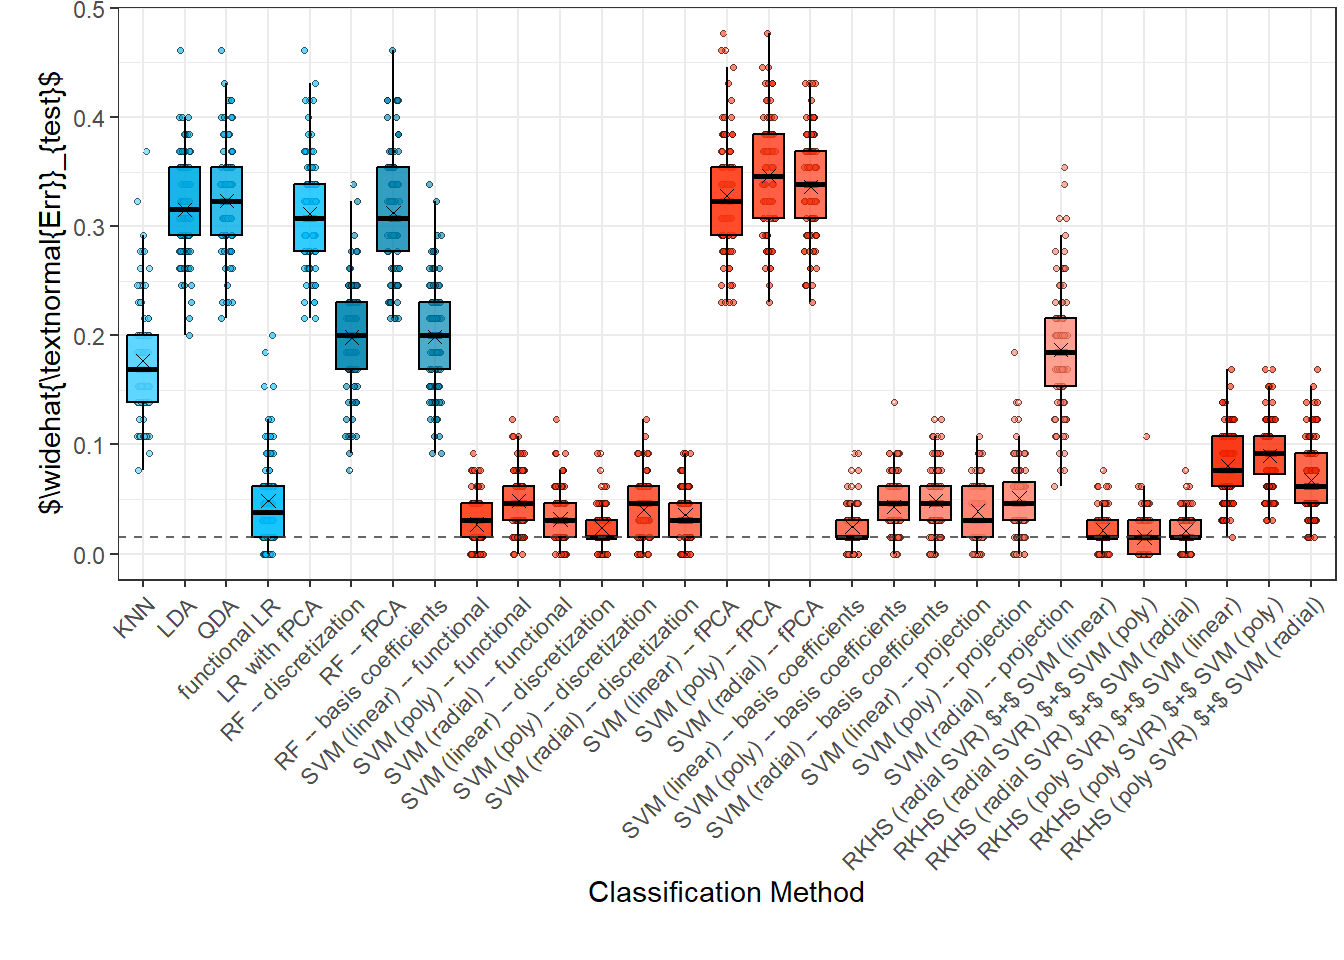 $\widehat{\textnormal{Err}}_{test}$
0.5
0.4
0.3
0.2
0.1
0.0
KNN
LDA
QDA
functional LR
LR with fPCA
RF -- discretization
RF -- fPCA
RF -- basis coefficients
SVM (linear) -- functional
SVM (poly) -- functional
SVM (radial) -- functional
SVM (linear) -- discretization
SVM (poly) -- discretization
SVM (radial) -- discretization
SVM (linear) -- fPCA
SVM (poly) -- fPCA
SVM (radial) -- fPCA
SVM (linear) -- basis coefficients
SVM (poly) -- basis coefficients
SVM (radial) -- basis coefficients
SVM (linear) -- projection
SVM (poly) -- projection
SVM (radial) -- projection
RKHS (radial SVR) $+$ SVM (linear)
RKHS (radial SVR) $+$ SVM (poly)
RKHS (radial SVR) $+$ SVM (radial)
RKHS (poly SVR) $+$ SVM (linear)
RKHS (poly SVR) $+$ SVM (poly)
RKHS (poly SVR) $+$ SVM (radial)
Classification Method